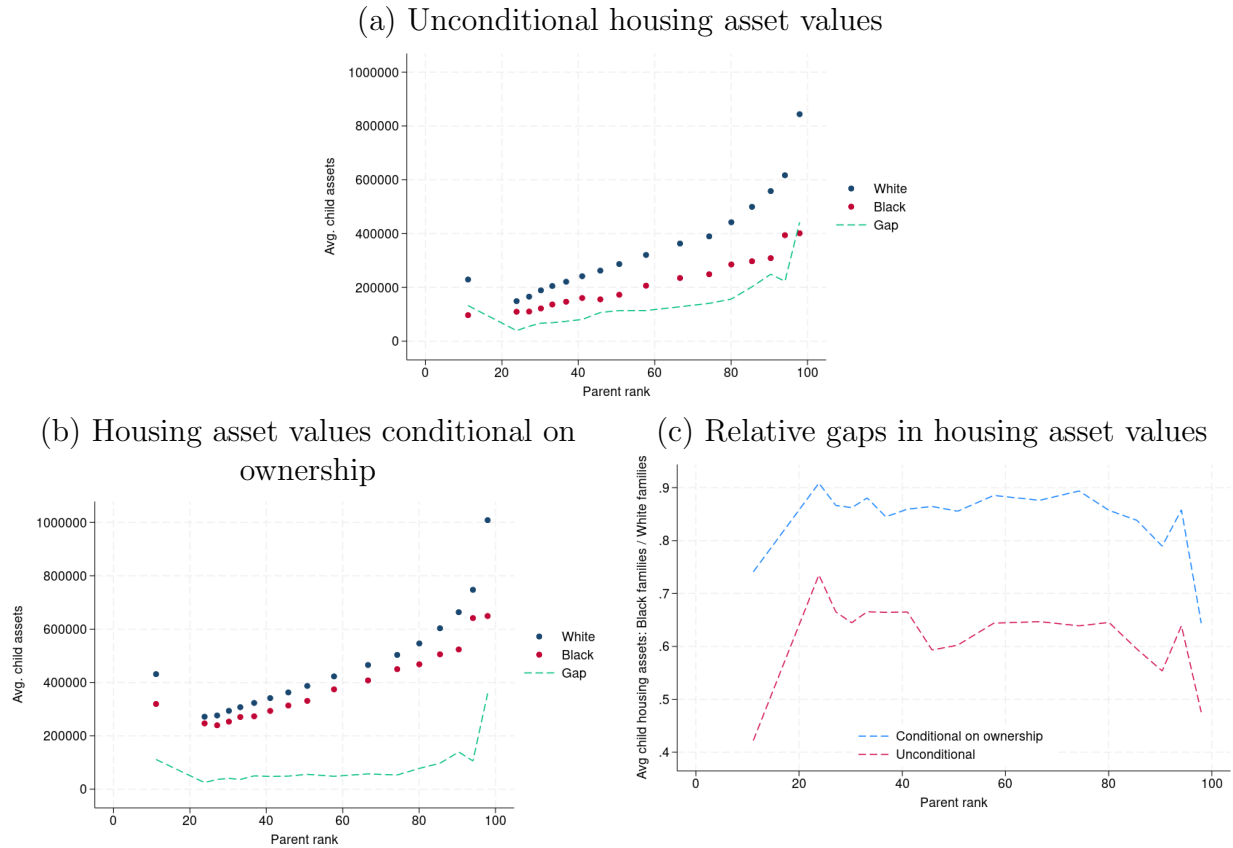 (a) Unconditional housing asset values
1000000
800000
600000
400000
200000
0
Avg. child assets
0 20 40 60 80 100
Parent rank
White
Black
Gap
(b) Housing asset values conditional on
ownership
1000000
800000
600000
400000
200000
0
Avg. child assets
0 20 40 60 80 100
Parent rank
White
Black
Gap
(c) Relative gaps in housing asset values
.9
.8
.7
.6
.5
.4
Avg child housing assets: Black families / White families
Conditional on ownership
Unconditional
0 20 40 60 80 100
Parent rank